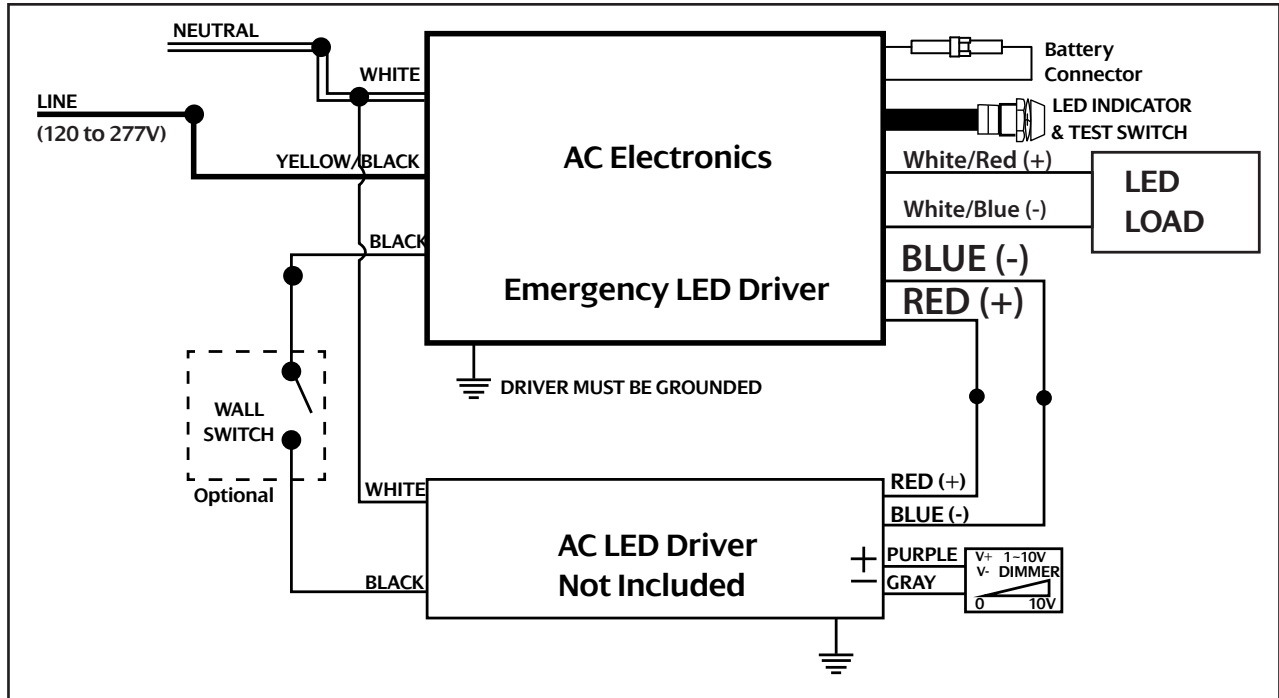 NEUTRAL
WHITE
LINE
(120 to 277V)
YELLOW/BLACK
BLACK
AC Electronics
Emergency LED Driver
Battery
Connector
LED INDICATOR
& TEST SWITCH
White/Red (+)
White/Blue (-)
LED
LOAD
BLUE (-)
RED (+)
DRIVER MUST BE GROUNDED
WALL
SWITCH
Optional
WHITE
BLACK
AC LED Driver
Not Included
RED (+)
BLUE (-)
+ PURPLE
− GRAY
V+ 1~10V
V- DIMMER
0 10V